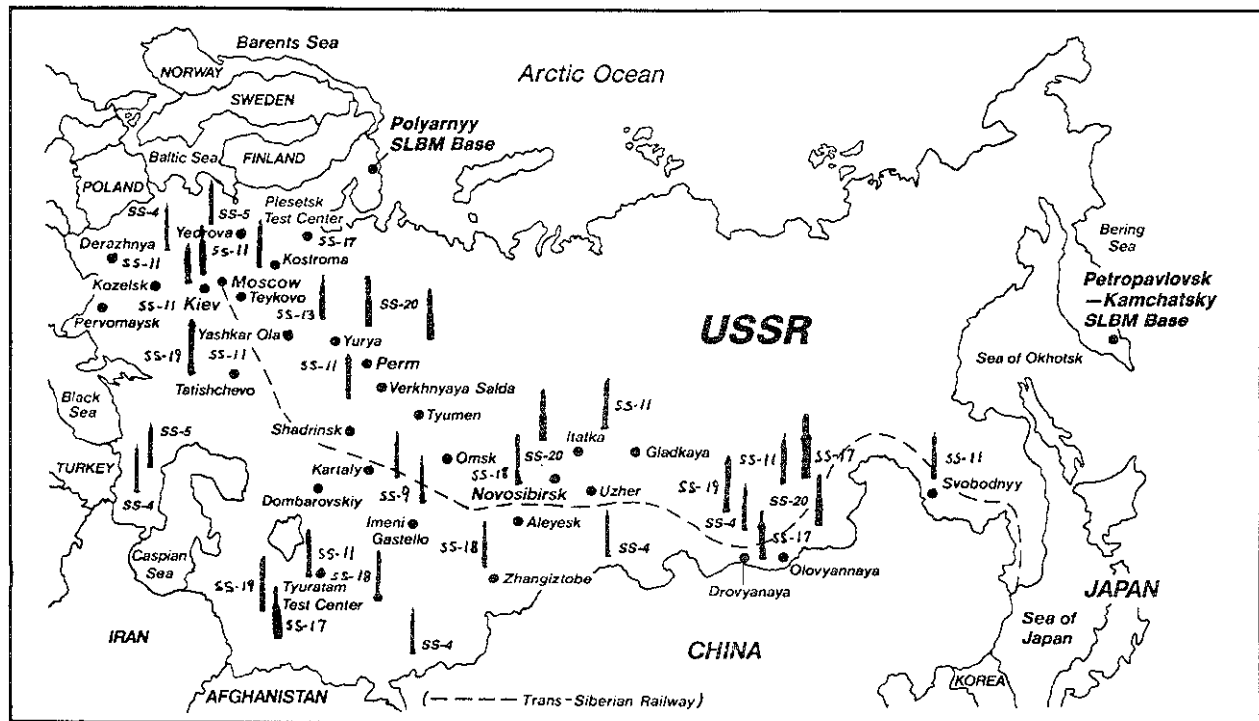 Barents Sea
Arctic Ocean
NORWAY
SWEDEN
Polyarnyy
SLBM Base
Baltic Sea
FINLAND
POLAND
Plesetsk
Test Center
SS-4
SS-5
Yedrova
SS-17
Derazhnya
SS-11
SS-11
Kostroma
Kozelsk
Moscow
SS-11
Kiev
Teykovo
SS-13
SS-20
Pervomaysk
Yashkar Ola
Yurya
SS-19
SS-11
SS-11
Perm
Tatishchevo
Verkhnyaya Salda
Tyumen
Black
Sea
SS-5
Shadrinsk
TURKEY
SS-4
Kartaly
Omsk
SS-9
Dombarovskiy
Imeni
Gastello
SS-18
SS-20
Novosibirsk
Itatka
SS-11
Gladkaya
Uzher
Aleyesk
SS-18
Zhangiztobe
SS-4
Caspian
Sea
SS-11
SS-18
SS-19
Tyuratam
Test Center
SS-17
SS-4
IRAN
AFGHANISTAN
(--- Trans-Siberian Railway)
USSR
CHINA
SS-11
SS-17
SS-19
SS-20
SS-4
SS-17
Olovyannaya
Drovyanaya
SS-11
Svobodnyy
Bering
Sea
Petropavlovsk
—Kamchatsky
SLBM Base
Sea of Okhotsk
JAPAN
Sea of
Japan
KOREA